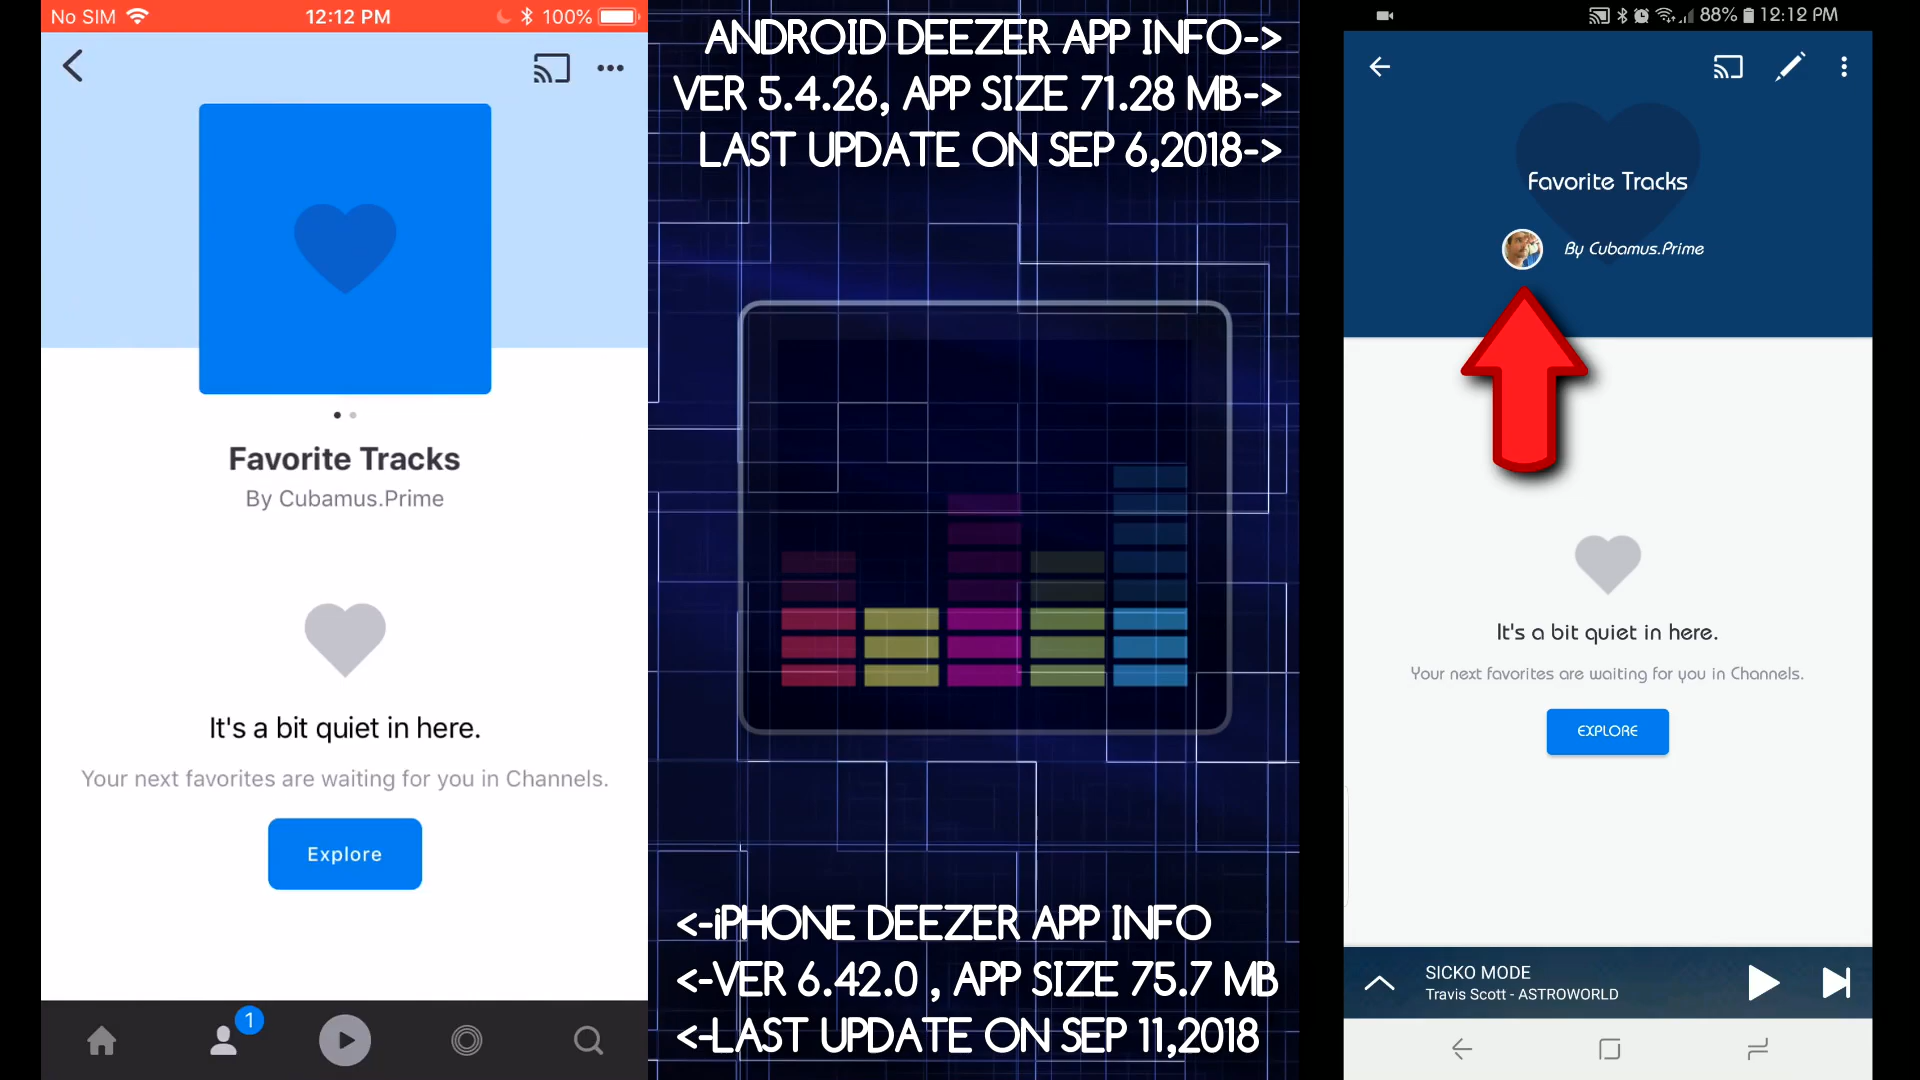 No SIM 12:12 PM 100%
Favorite Tracks
By Cubamus.Prime
It's a bit quiet in here.
Your next favorites are waiting for you in Channels.
Explore
1
ANDROID DEEZER APP INFO->
VER 5.4.26, APP SIZE 71.28 MB->
LAST UPDATE ON SEP 6,2018->
<-iPHONE DEEZER APP INFO
<-VER 6.42.0 , APP SIZE 75.7 MB
<-LAST UPDATE ON SEP 11,2018
88% 12:12 PM
Favorite Tracks
By Cubamus.Prime
It's a bit quiet in here.
Your next favorites are waiting for you in Channels.
EXPLORE
SICKO MODE
Travis Scott - ASTROWORLD